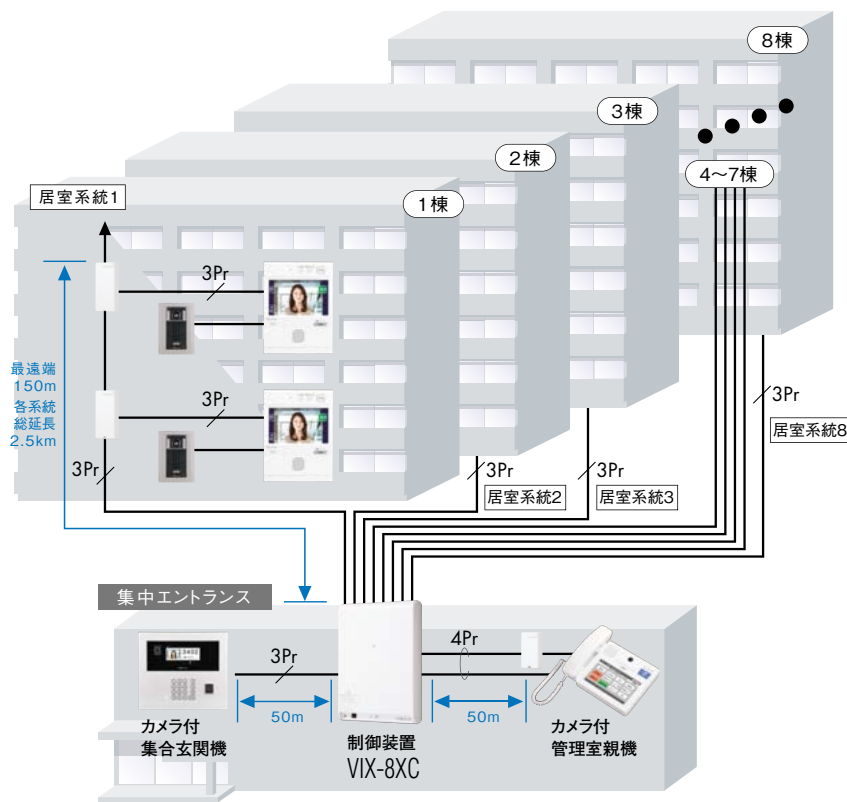 8棟
3棟
2棟
4～7棟
居室系統1
1棟
3Pr
最遠端
150m
各系統
総延長
2.5km
3Pr
3Pr
3Pr
居室系統8
3Pr
居室系統2
3Pr
居室系統3
集中エントランス
3Pr
4Pr
50m
50m
カメラ付
集合玄関機
制御装置
VIX-8XC
カメラ付
管理室親機